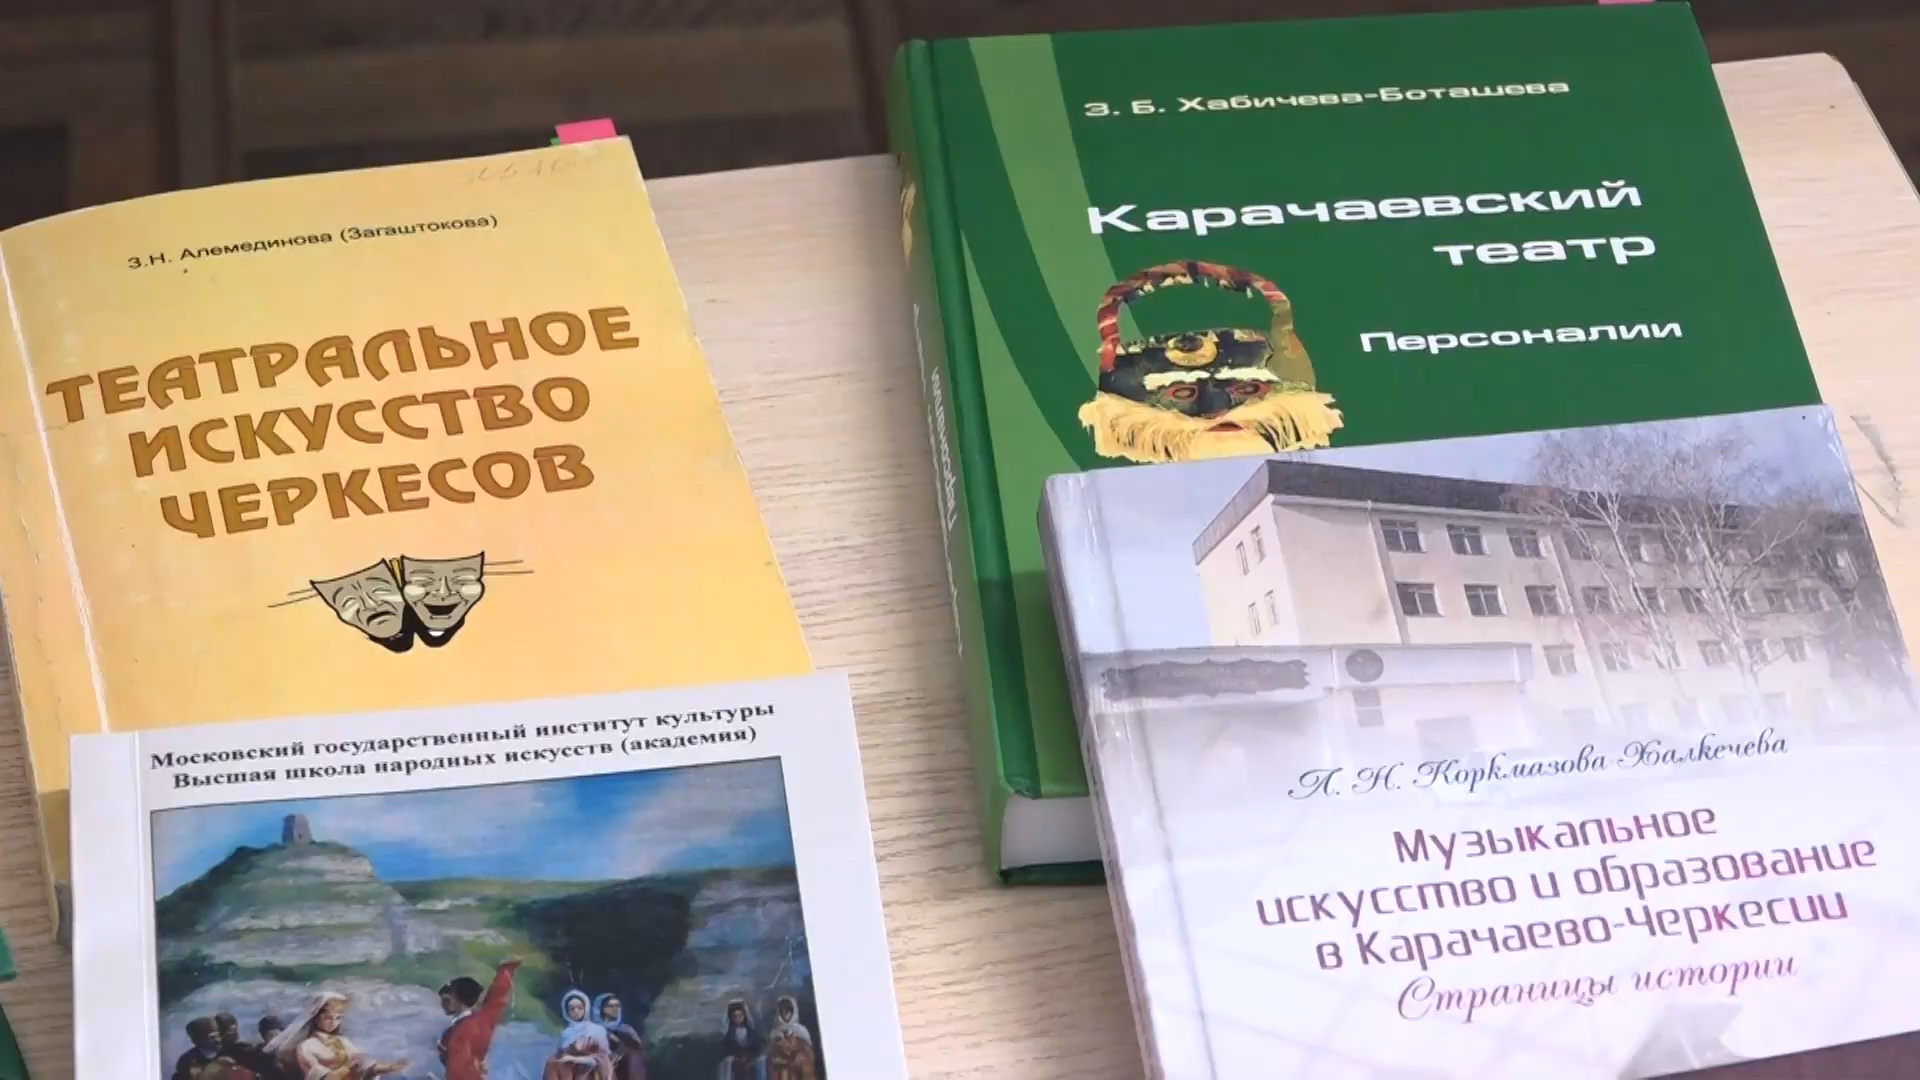 З.Н. Алемединова (Загаштокова)
ТЕАТРАЛЬНОЕ
ИСКУССТВО
ЧЕРКЕСОВ
Московский государственный институт культуры
Высшая школа народных искусств (академия)
З. Б. Хабичева-Боташева
Карачаевский
театр
Персоналии
Л. Н. Коркмазова-Халкечева
Музыкальное
искусство и образование
в Карачаево-Черкесии
Страницы истории